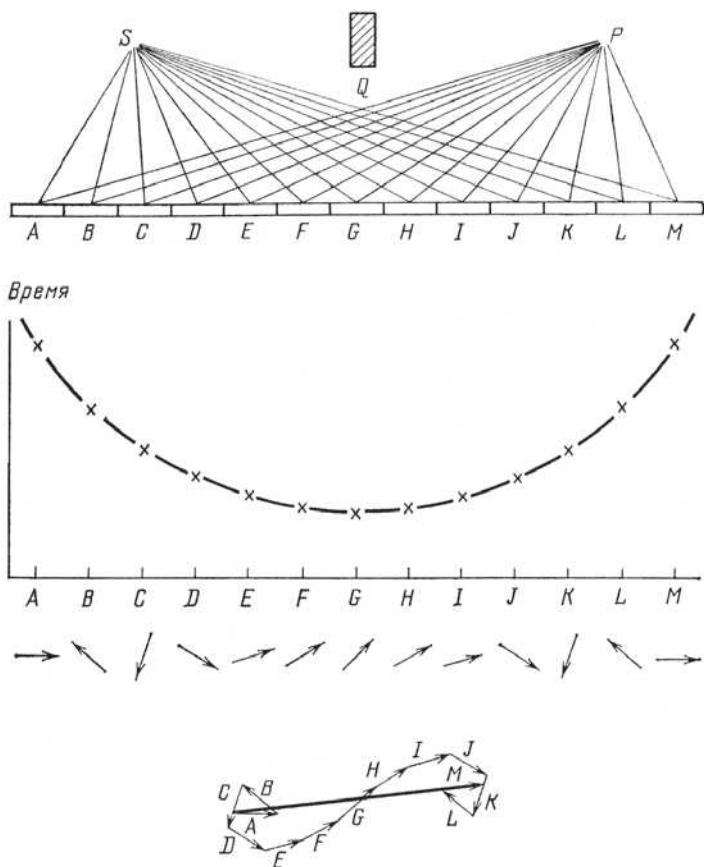 S P
Q
A B C D E F G H I J K L M
Время
A B C D E F G H I J K L M
I J
H M
C B K
A G L
D F
E